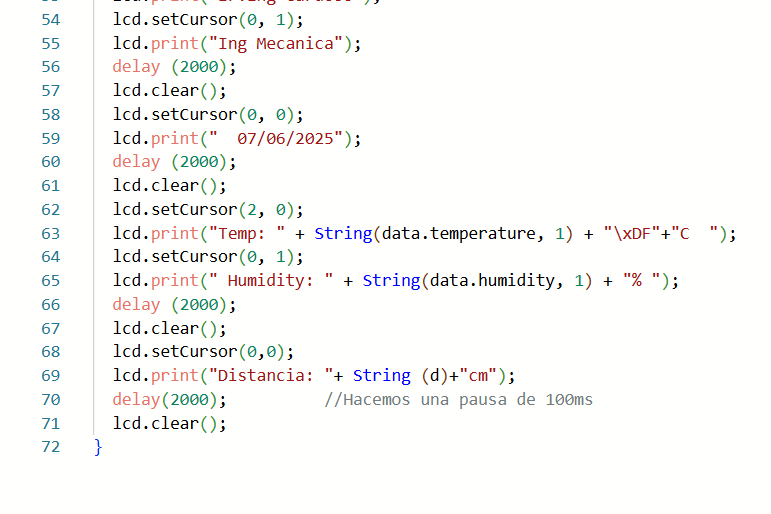 54 lcd.setCursor(0, 1);
55 lcd.print("Ing Mecanica");
56 delay (2000);
57 lcd.clear();
58 lcd.setCursor(0, 0);
59 lcd.print("  07/06/2025");
60 delay (2000);
61 lcd.clear();
62 lcd.setCursor(2, 0);
63 lcd.print("Temp: " + String(data.temperature, 1) + "\xDF"+"C  ");
64 lcd.setCursor(0, 1);
65 lcd.print(" Humidity: " + String(data.humidity, 1) + "% ");
66 delay (2000);
67 lcd.clear();
68 lcd.setCursor(0,0);
69 lcd.print("Distancia: "+ String (d)+"cm");
70 delay(2000);          //Hacemos una pausa de 100ms
71 lcd.clear();
72 }